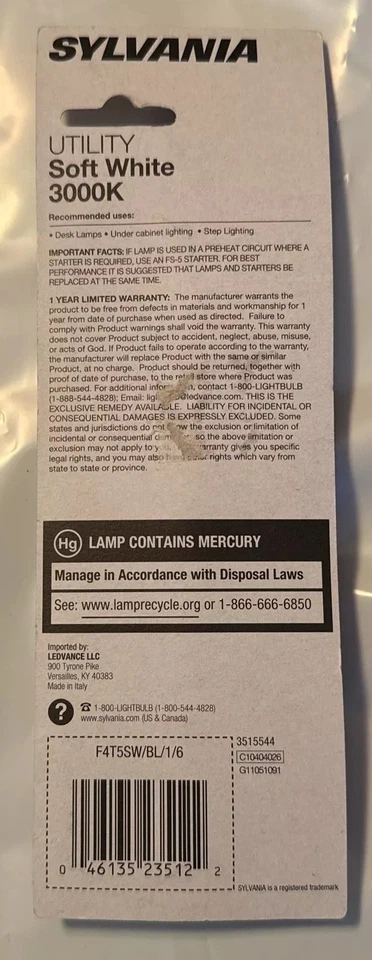 SYLVANIA
UTILITY
Soft White
3000K
Recommended uses:
• Desk Lamps • Under cabinet lighting • Step Lighting
IMPORTANT FACTS: IF LAMP IS USED IN A PREHEAT CIRCUIT WHERE A
STARTER IS REQUIRED, USE AN FS-5 STARTER. FOR BEST
PERFORMANCE IT IS SUGGESTED THAT LAMPS AND STARTERS BE
REPLACED AT THE SAME TIME.
1 YEAR LIMITED WARRANTY: The manufacturer warrants the
product to be free from defects in materials and workmanship for 1
year from date of purchase when used as directed. Failure to
comply with Product warnings shall void the warranty. This warranty
does not cover Product subject to accident, neglect, abuse, misuse,
or acts of God. If Product fails to operate according to the warranty,
the manufacturer will replace Product with the same or similar
Product, at no charge. Product should be returned, together with
proof of date of purchase, to the retail store where Product was
purchased. For additional contact 1-800-LIGHTBULB
(1-888-544-4828); Email: THIS IS THE
EXCLUSIVE REMEDY AVAILABLE. LIABILITY FOR INCIDENTAL OR
CONSEQUENTIAL DAMAGES IS EXPRESSLY EXCLUDED. Some
states and jurisdictions do not the exclusion or limitation of
incidental or consequential so the above limitation or
exclusion may not apply to warranty gives you specific
legal rights, and you may also rights which vary from
state to state or province.
Hg LAMP CONTAINS MERCURY
Manage in Accordance with Disposal Laws
See: www.lamprecycle.org or 1-866-666-6850
Imported by:
LEDVANCE LLC
900 Tyrone Pike
Versailles, KY 40383
Made in Italy
? ☎ 1-800-LIGHTBULB (1-800-544-4828)
www.sylvania.com (US & Canada)
F4T5SW/BL/1/6
3515544
C10404026
G11051091
0 46135 23512 2
SYLVANIA is a registered trademark